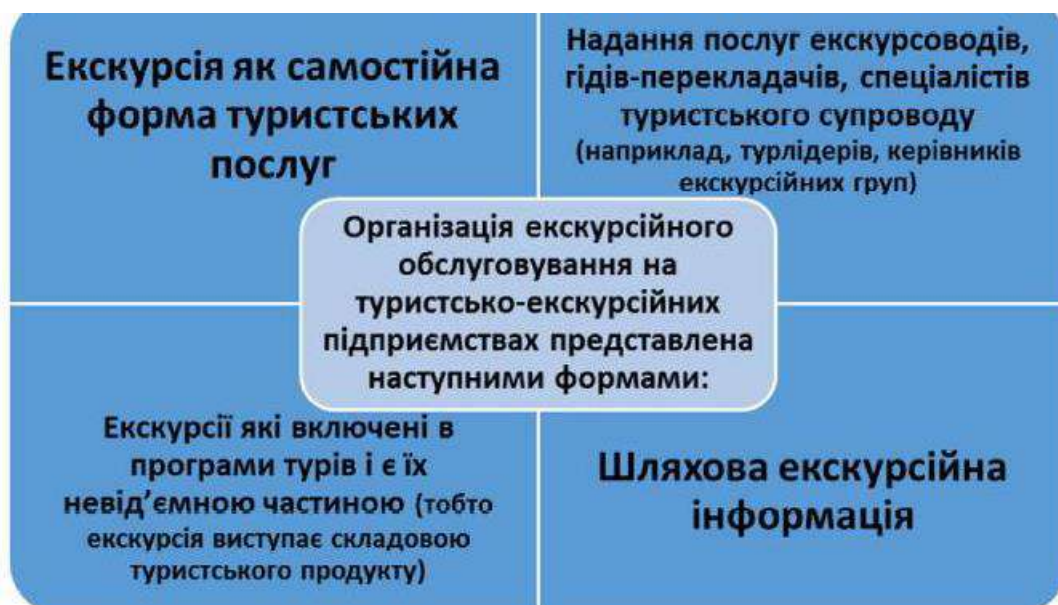 Екскурсія як самостійна
форма туристських
послуг
Надання послуг екскурсоводів,
гідів-перекладачів, спеціалістів
туристського супроводу
(наприклад, турлідерів, керівників
екскурсійних груп)
Організація екскурсійного
обслуговування на
туристсько-екскурсійних
підприємствах представлена
наступними формами:
Екскурсії які включені в
програми турів і є їх
невід’ємною частиною (тобто
екскурсія виступає складовою
туристського продукту)
Шляхова екскурсійна
інформація